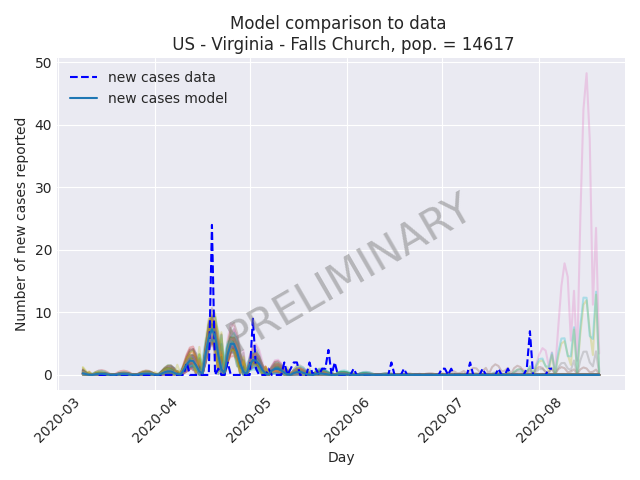 Model comparison to data
US - Virginia - Falls Church, pop. = 14617
new cases data
new cases model
PRELIMINARY
Number of new cases reported
50
40
30
20
10
0
2020-03
2020-04
2020-05
2020-06
2020-07
2020-08
Day